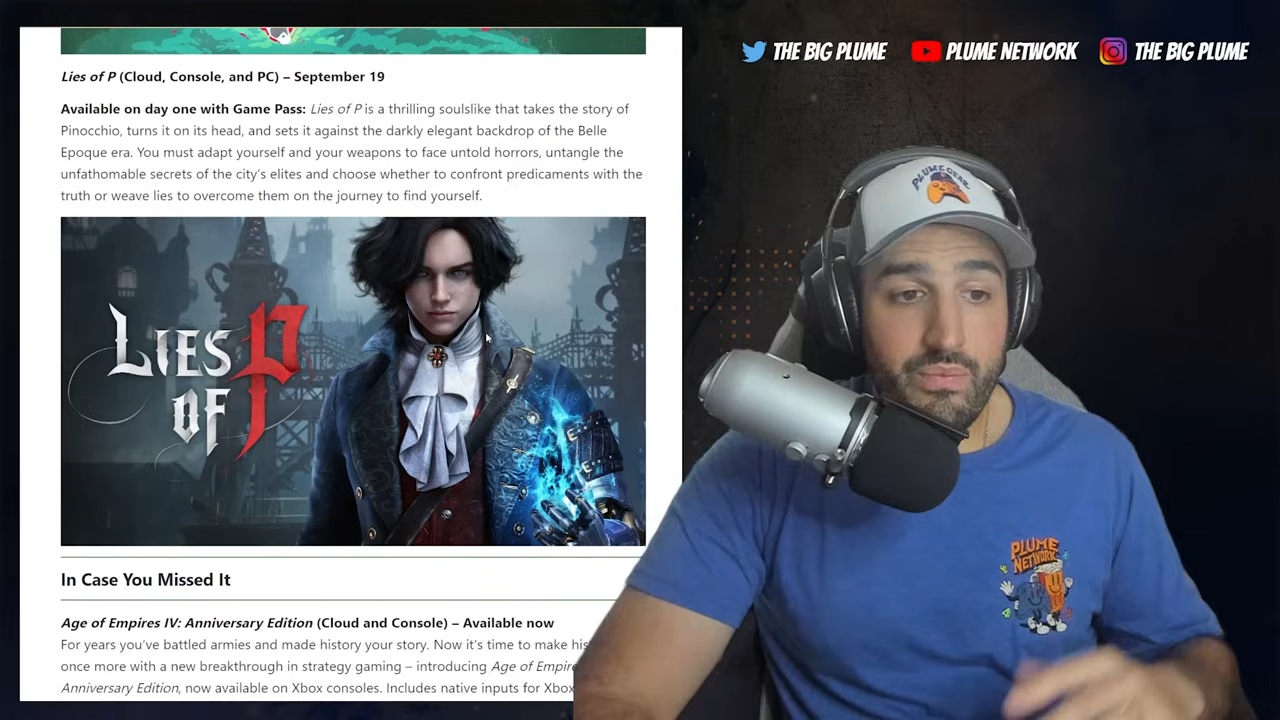 THE BIG PLUME
PLUME NETWORK
THE BIG PLUME
Lies of P (Cloud, Console, and PC) – September 19
Available on day one with Game Pass: Lies of P is a thrilling soulslike that takes the story of
Pinocchio, turns it on its head, and sets it against the darkly elegant backdrop of the Belle
Epoque era. You must adapt yourself and your weapons to face untold horrors, untangle the
unfathomable secrets of the city's elites and choose whether to confront predicaments with the
truth or weave lies to overcome them on the journey to find yourself.
LIES
OF P
In Case You Missed It
Age of Empires IV: Anniversary Edition (Cloud and Console) – Available now
For years you've battled armies and made history your story. Now it's time to make his
once more with a new breakthrough in strategy gaming – introducing Age of Empire
Anniversary Edition, now available on Xbox consoles. Includes native inputs for Xbox
PLUME GEAR
PLUME
NETWORK